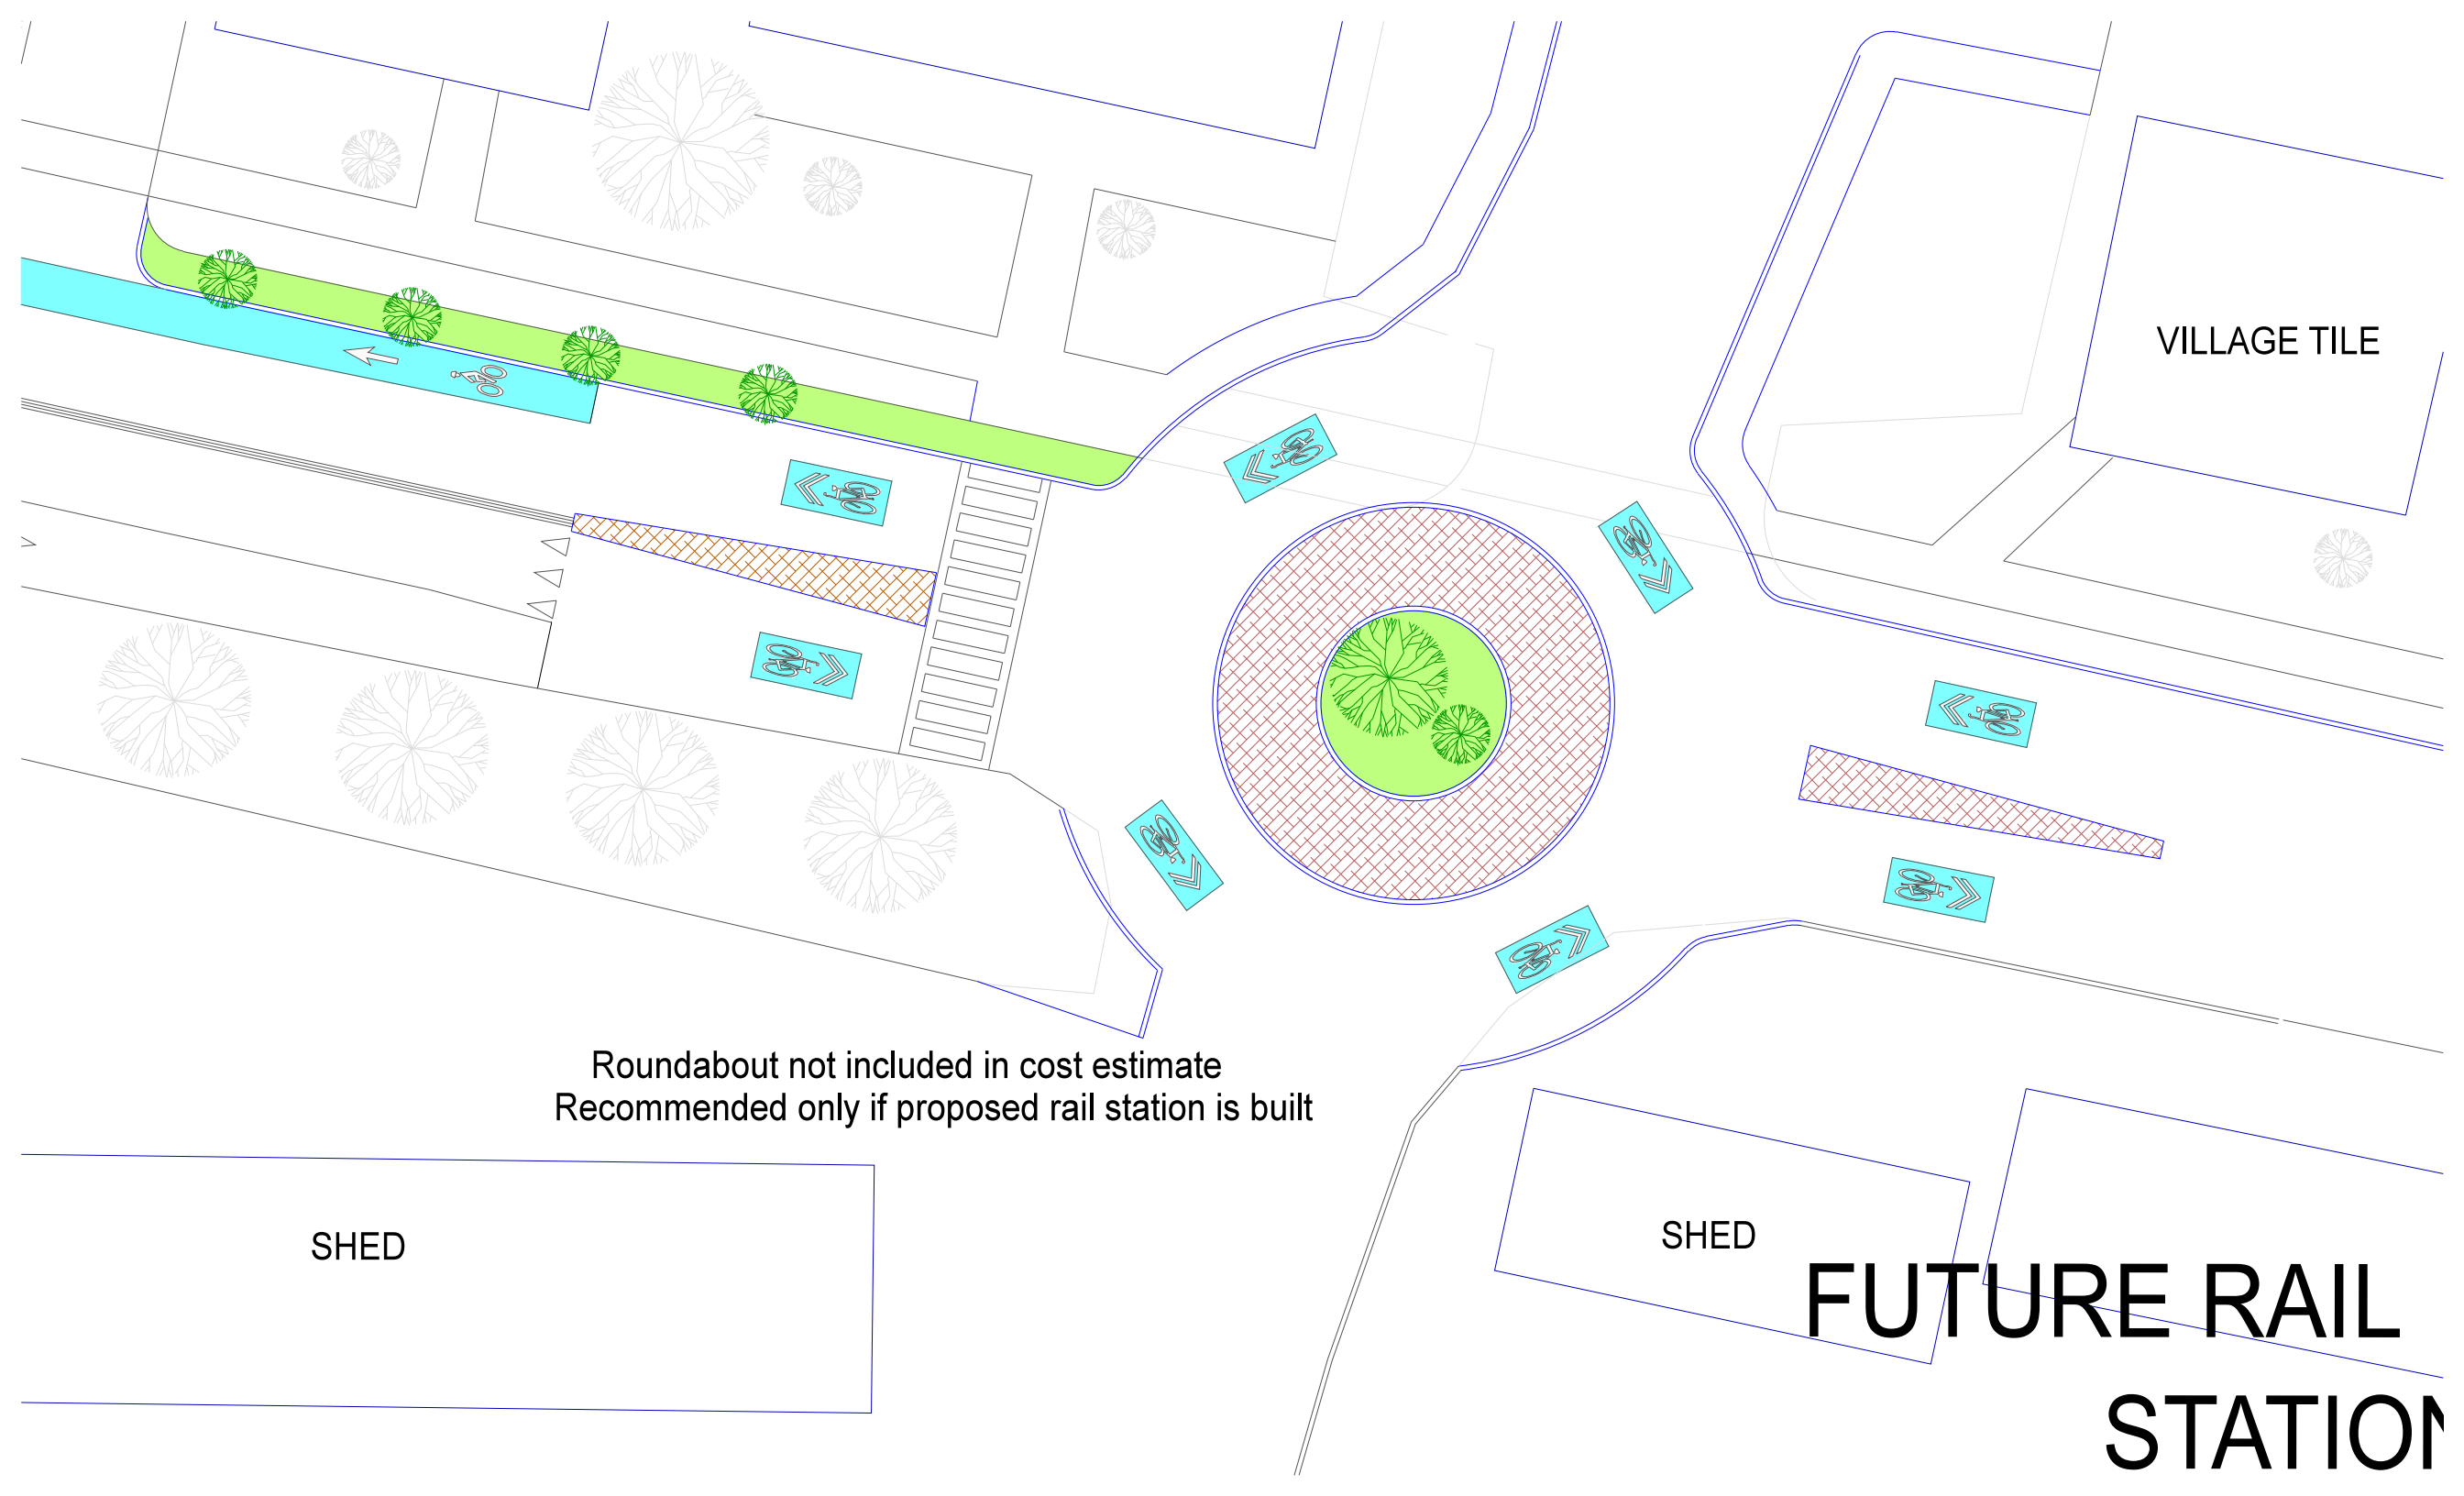 VILLAGE TILE
Roundabout not included in cost estimate
Recommended only if proposed rail station is built
SHED
SHED
FUTURE RAIL
STATION